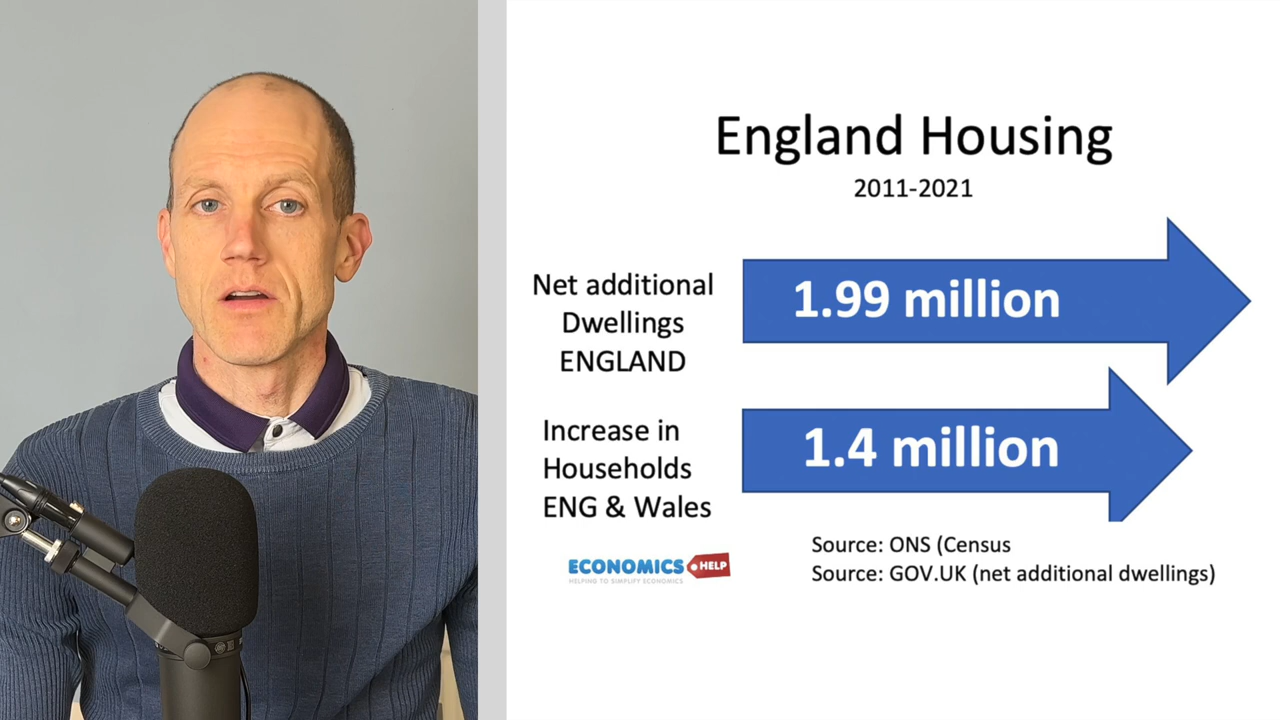 England Housing
2011-2021
Net additional
Dwellings
ENGLAND
1.99 million
Increase in
Households
ENG & Wales
1.4 million
ECONOMICS HELP
HELPING TO SIMPLIFY ECONOMICS
Source: ONS (Census
Source: GOV.UK (net additional dwellings)